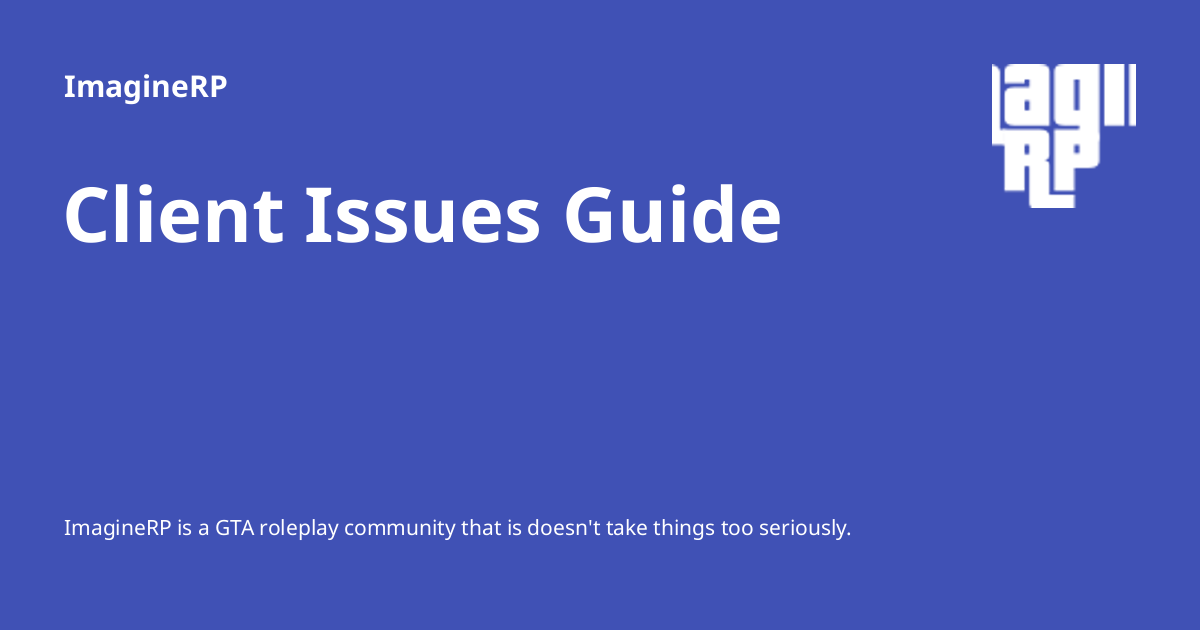 ImagineRP
agi
RP
Client Issues Guide
ImagineRP is a GTA roleplay community that is doesn't take things too seriously.